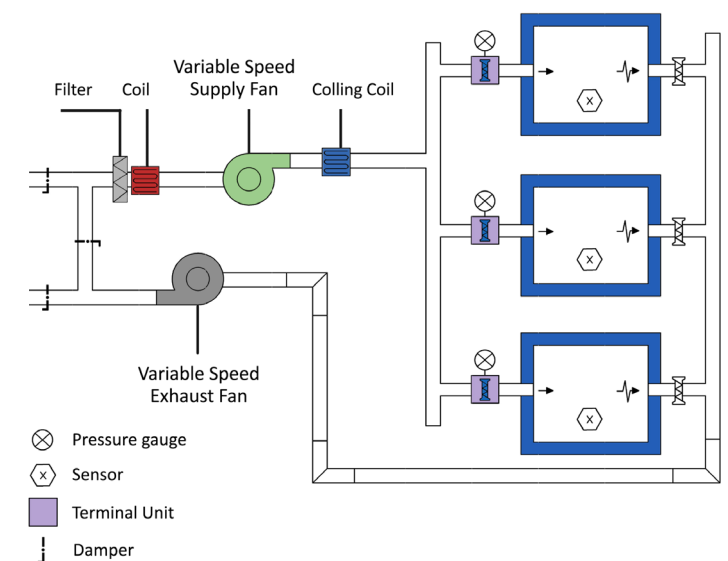 Variable Speed
Supply Fan
Filter
Coil
Colling Coil
Variable Speed
Exhaust Fan
Pressure gauge
Sensor
Terminal Unit
Damper
x
x
x
x